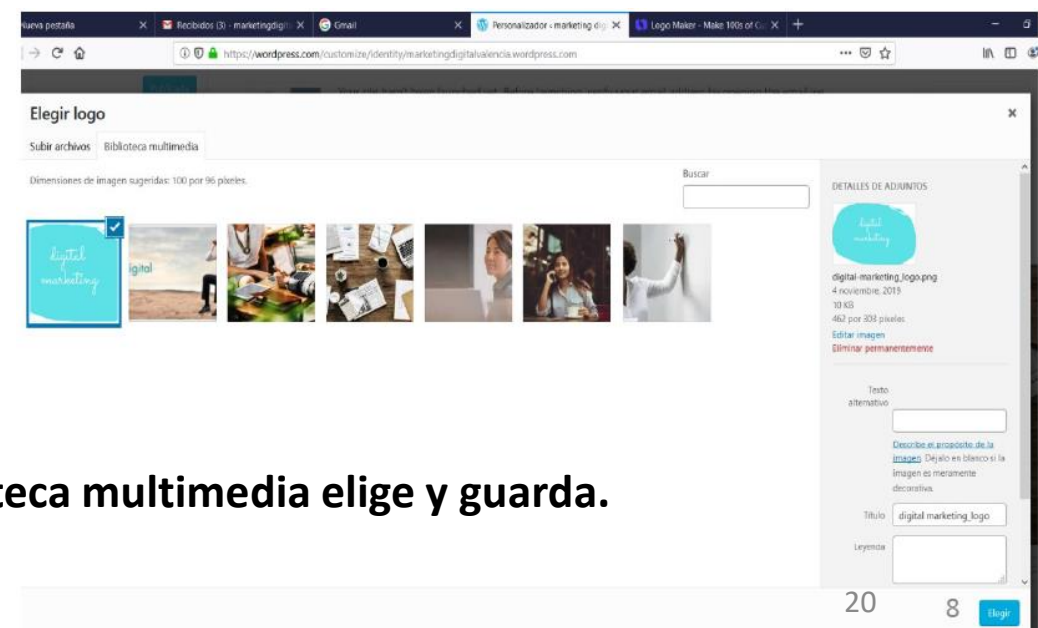 Nueva pestaña
Recibidos (3) - marketingdigit
Gmail
Personalizador ‹ marketing dig
Logo Maker - Make 100s of
https://wordpress.com/customize/identity/marketingdigitalvalencia.wordpress.com
Elegir logo
Subir archivos Biblioteca multimedia
Dimensiones de imagen sugeridas: 100 por 96 píxeles.
Buscar
digital
marketing
igital
DETALLES DE ADJUNTOS
digital
marketing
digital-marketing_logo.png
4 noviembre, 2019
10 KB
462 por 303 píxeles
Editar imagen
Eliminar permanentemente
Texto
alternativo
Describe el propósito de la
imagen. Déjalo en blanco si la
imagen es meramente
decorativa.
Título digital marketing_logo
Leyenda
teca multimedia elige y guarda.
20
8
Elegir